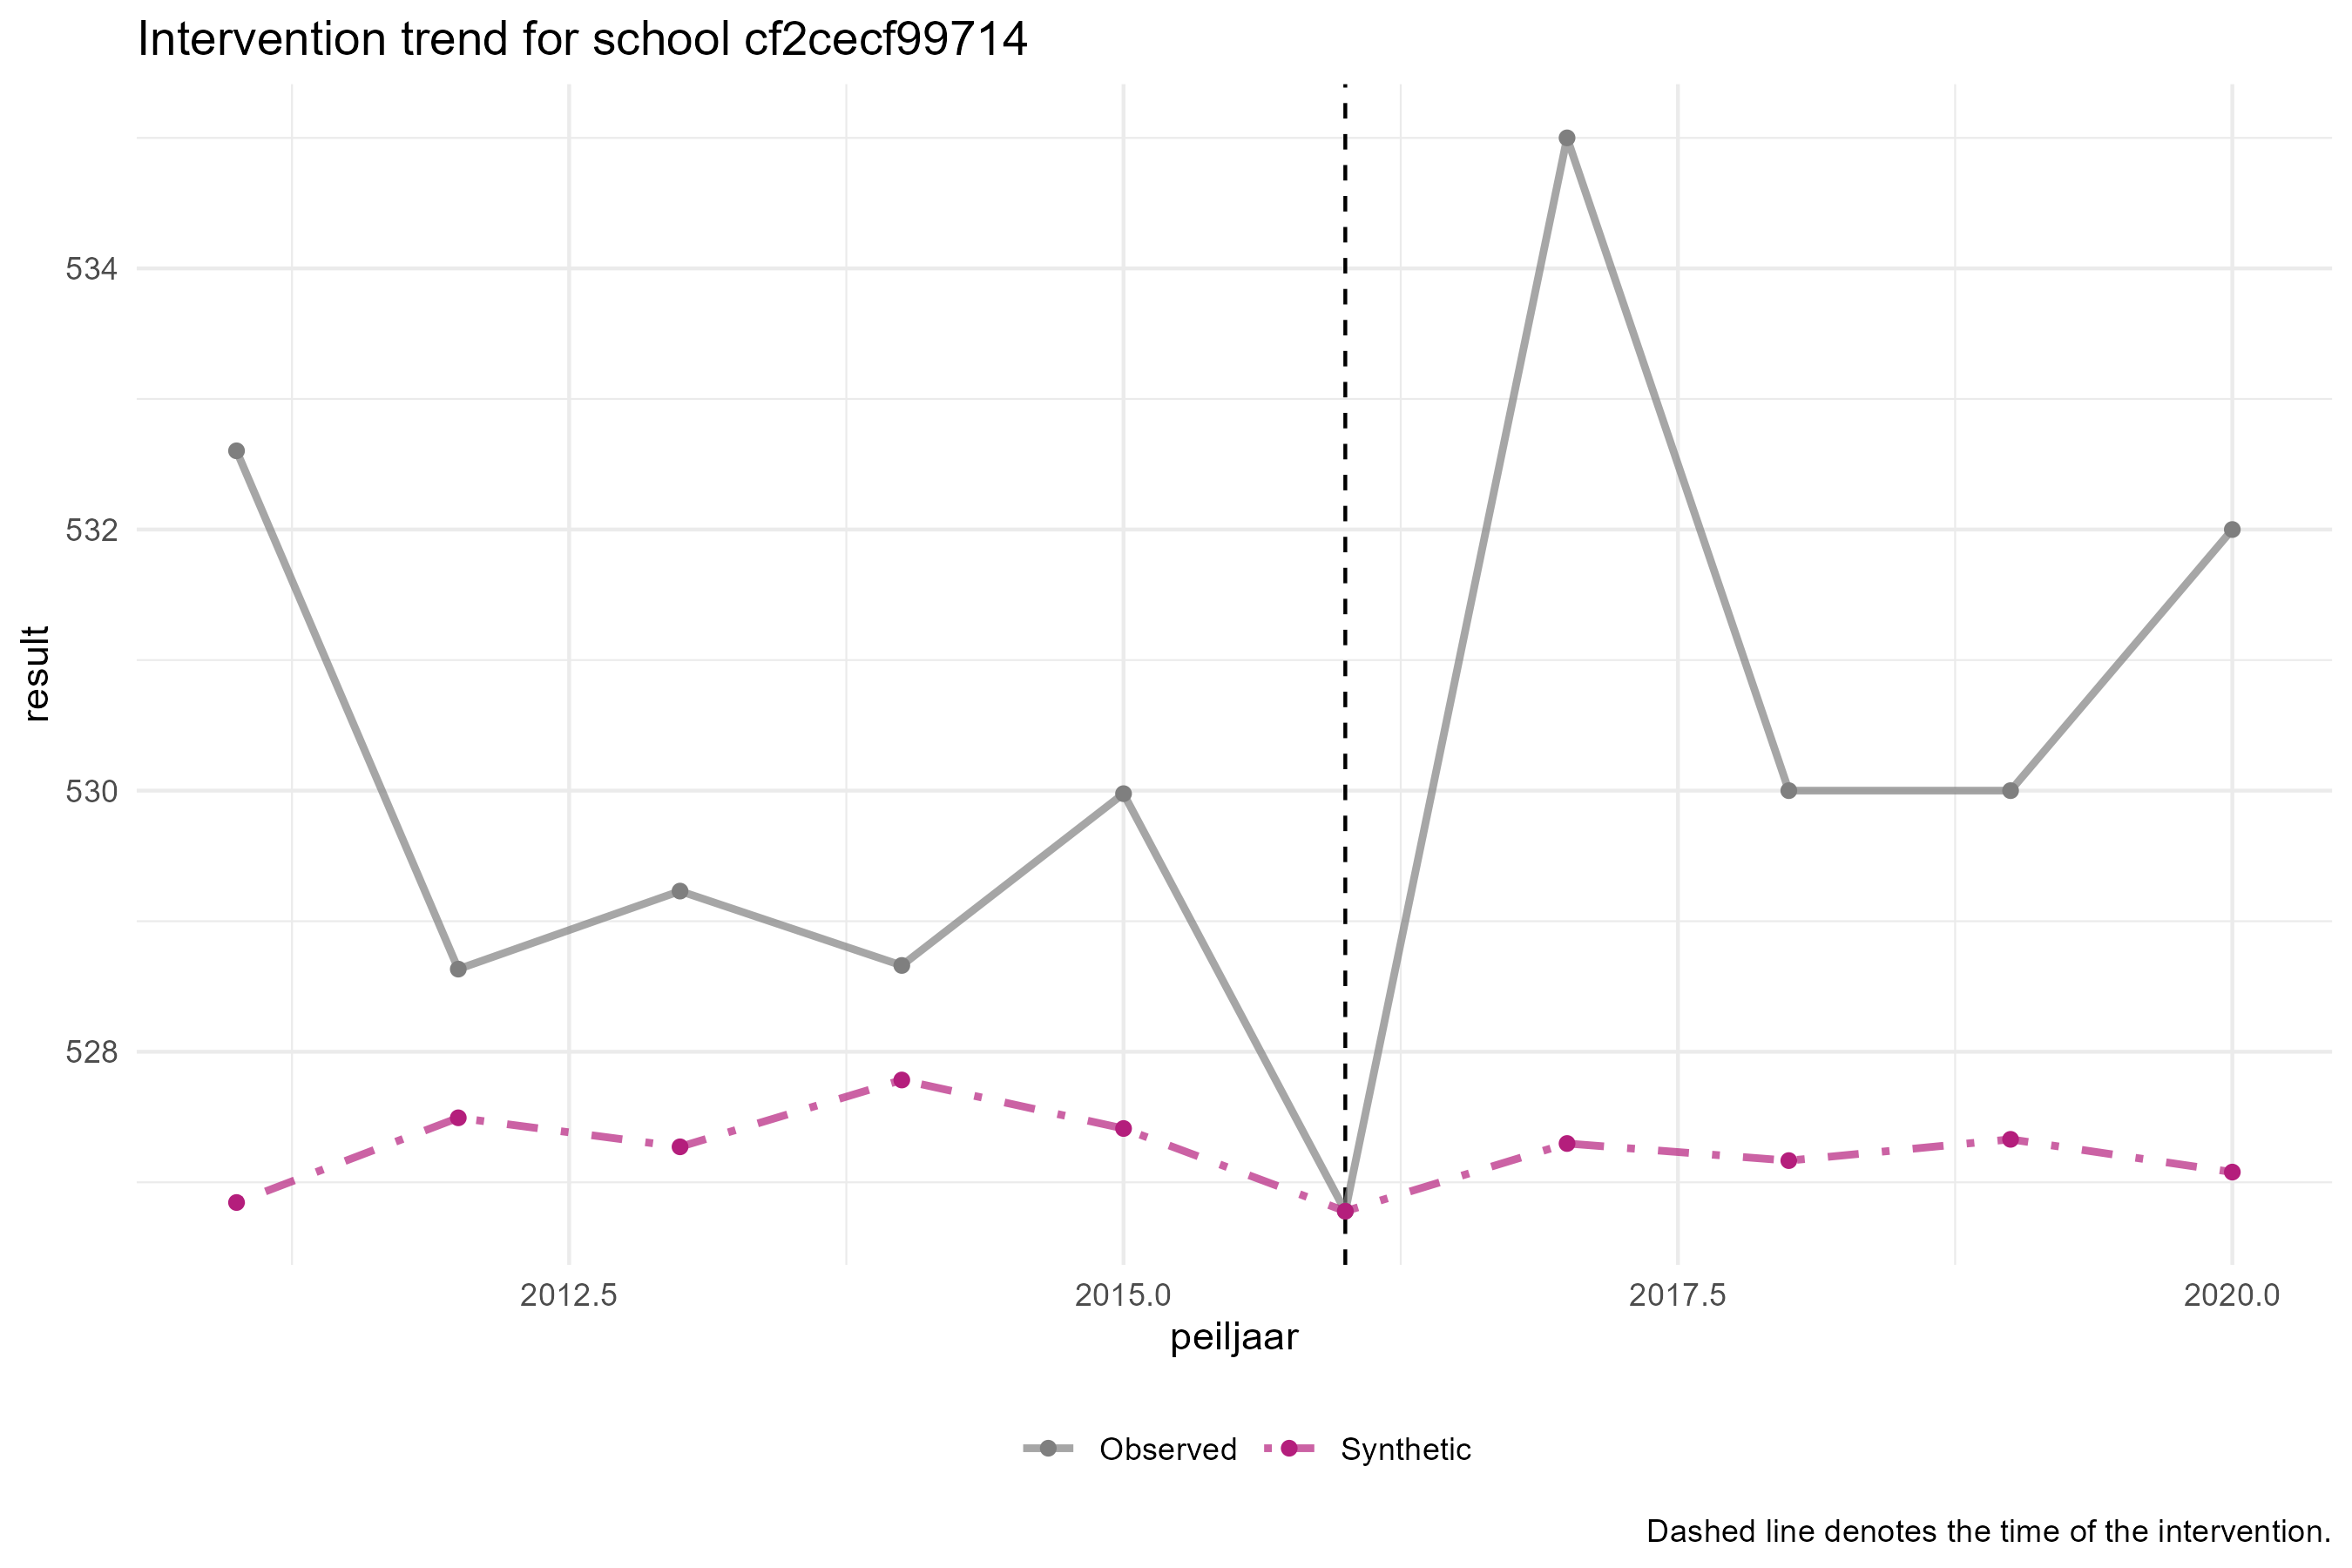 Intervention trend for school cf2cecf99714
534
532
530
528
result
2012.5 2015.0 2017.5 2020.0
peiljaar
Observed Synthetic
Dashed line denotes the time of the intervention.